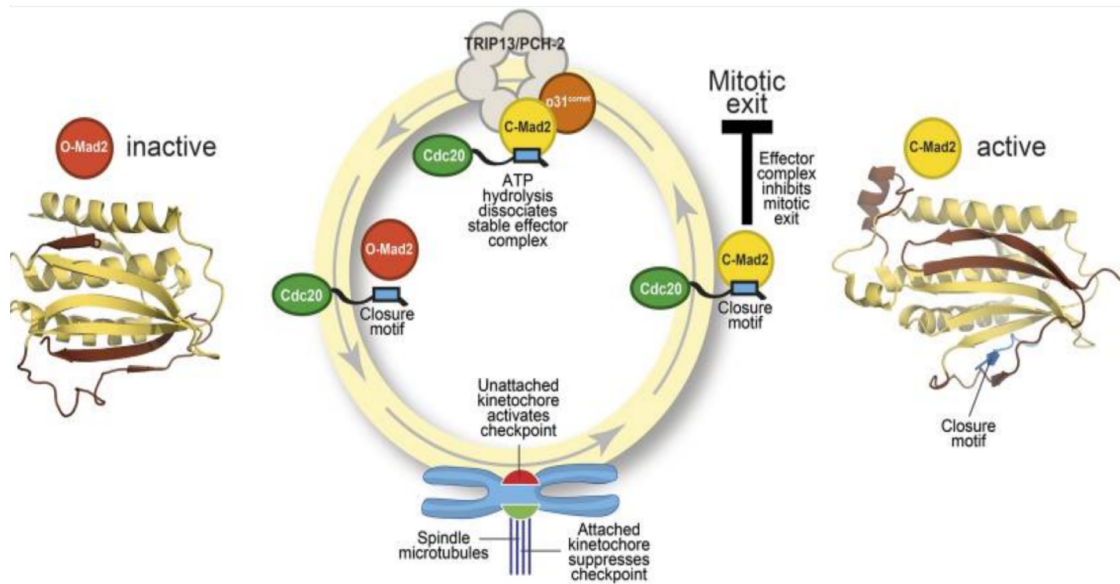 TRIP13/PCH-2
p31comet
C-Mad2
Cdc20
ATP
hydrolysis
dissociates
stable effector
complex
O-Mad2
inactive
O-Mad2
Cdc20
Closure
motif
Mitotic
exit
Effector
complex
inhibits
mitotic
exit
C-Mad2
Cdc20
Closure
motif
C-Mad2
active
Closure
motif
Unattached
kinetochore
activates
checkpoint
Spindle
microtubules
Attached
kinetochore
suppresses
checkpoint